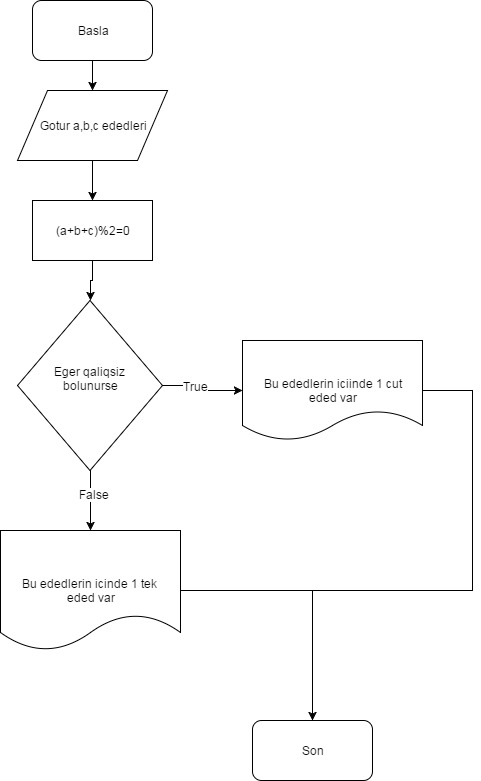 Basla
Gotur a,b,c ededleri
(a+b+c)%2=0
Eger qaliqsiz
bolunurse
True
Bu ededlerin iciinde 1 cut
eded var
False
Bu ededlerin icinde 1 tek
eded var
Son